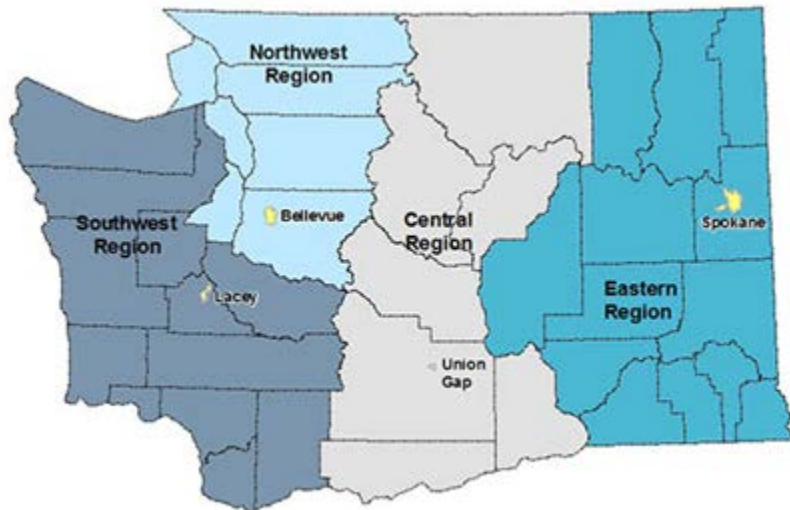 Northwest
Region
Southwest
Region
Bellevue
Central
Region
Spokane
Lacey
Eastern
Region
Union
Gap